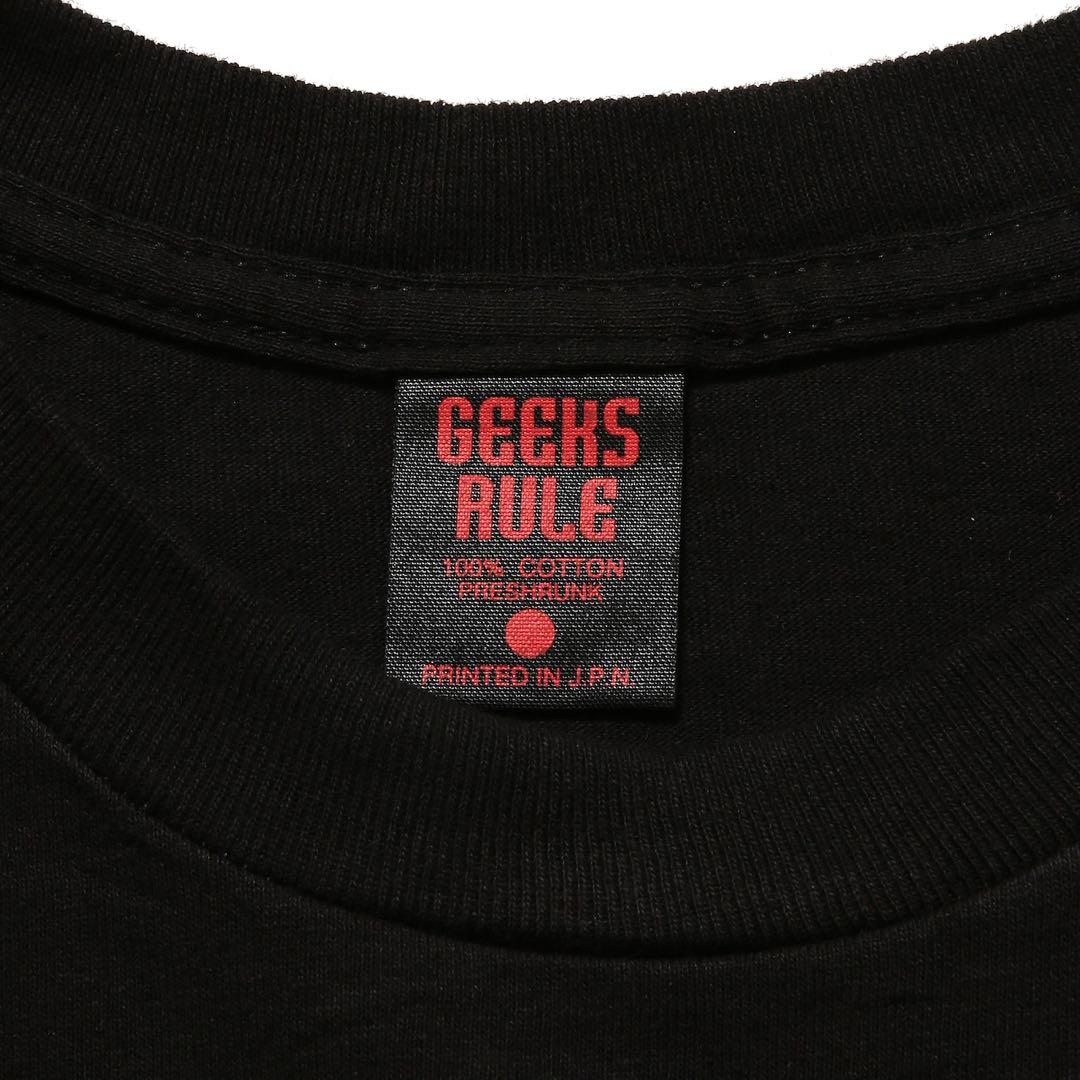 GEEKS
RULE
100% COTTON
PRESHRUNK
PRINTED IN J.P.N.